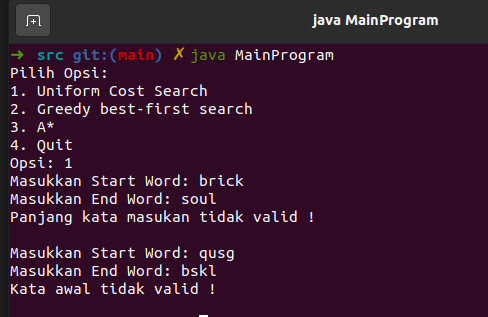 java MainProgram
➜ src git:(main) ✗ java MainProgram
Pilih Opsi:
1. Uniform Cost Search
2. Greedy best-first search
3. A*
4. Quit
Opsi: 1
Masukkan Start Word: brick
Masukkan End Word: soul
Panjang kata masukan tidak valid !
Masukkan Start Word: qusg
Masukkan End Word: bskl
Kata awal tidak valid !